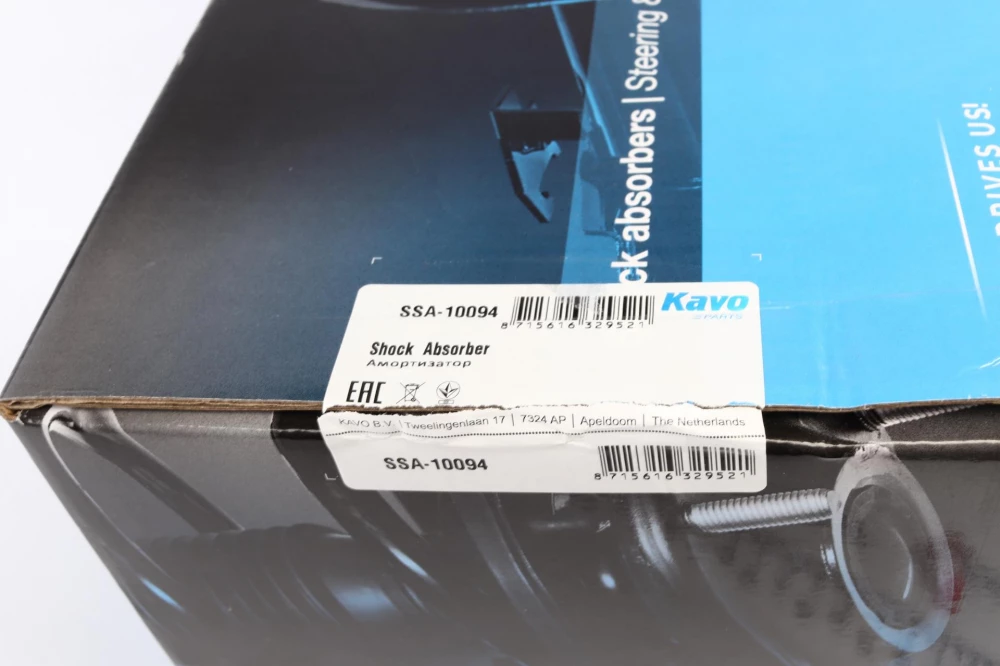 ck absorbers | Steering &
DRIVES US!
SSA-10094
8 715616 329521
Kavo
PARTS
Shock Absorber
Амортизатор
EAC
KAVO B.V. | Tweelingenlaan 17 | 7324 AP | Apeldoorn | The Netherlands
SSA-10094
8 715616 329521